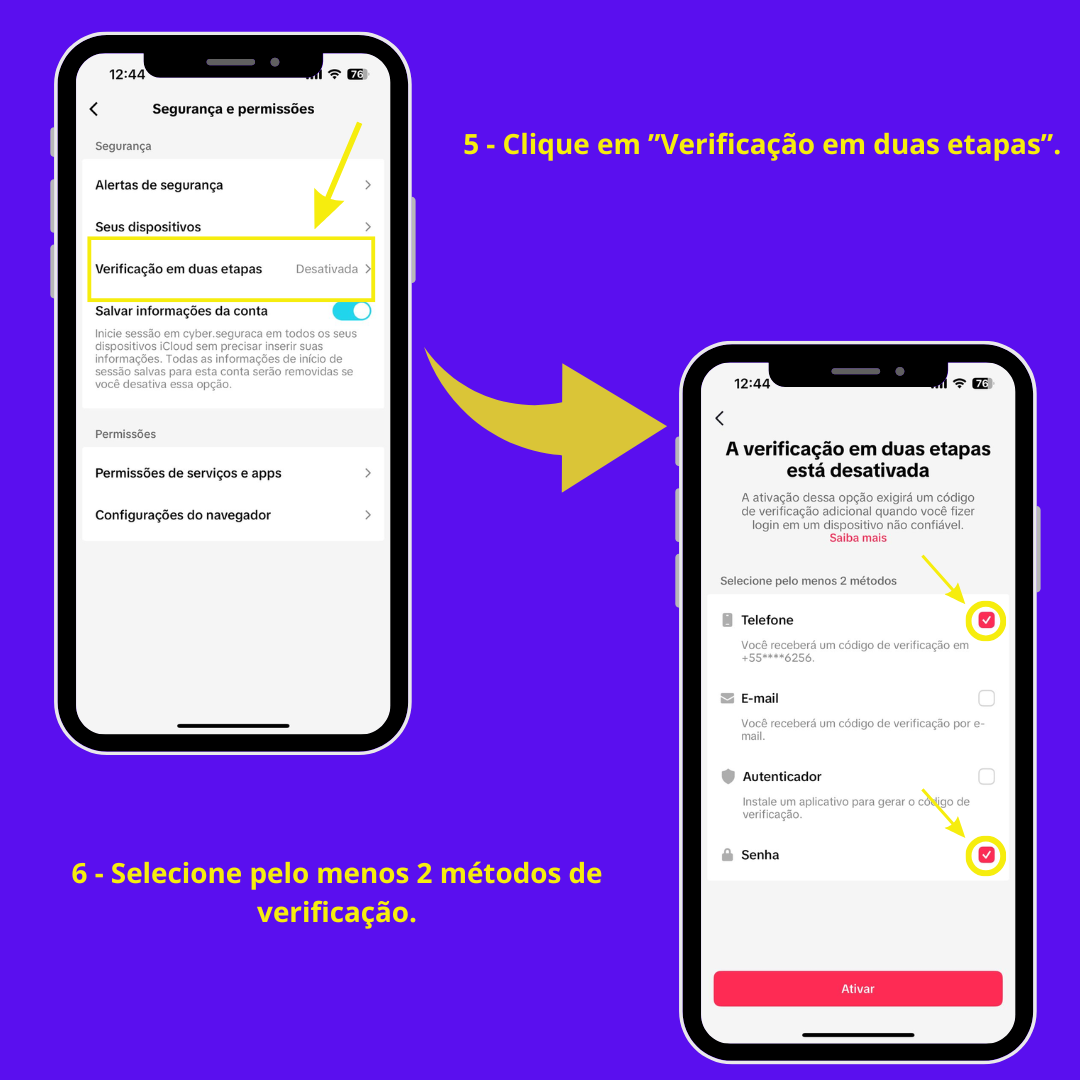 12:44
76
Segurança e permissões
Segurança
Alertas de segurança
Seus dispositivos
Verificação em duas etapas Desativada
Salvar informações da conta
Inicie sessão em cyber.seguraca em todos os seus
dispositivos iCloud sem precisar inserir suas
informações. Todas as informações de início de
sessão salvas para esta conta serão removidas se
você desativa essa opção.
Permissões
Permissões de serviços e apps
Configurações do navegador
5 - Clique em ”Verificação em duas etapas”.
12:44
76
A verificação em duas etapas
está desativada
A ativação dessa opção exigirá um código
de verificação adicional quando você fizer
login em um dispositivo não confiável.
Saiba mais
Selecione pelo menos 2 métodos
Telefone
Você receberá um código de verificação em
+55****6256.
E-mail
Você receberá um código de verificação por e-
mail.
Autenticador
Instale um aplicativo para gerar o código de
verificação.
Senha
Ativar
6 - Selecione pelo menos 2 métodos de
verificação.